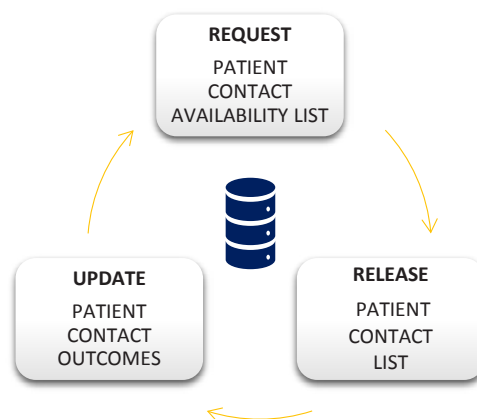 REQUEST
PATIENT
CONTACT
AVAILABILITY LIST
UPDATE
PATIENT
CONTACT
OUTCOMES
RELEASE
PATIENT
CONTACT
LIST